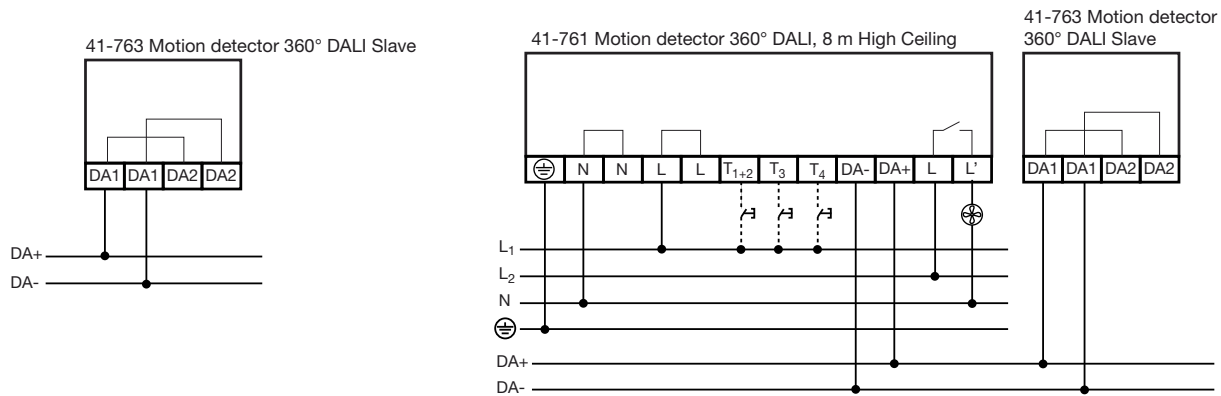 41-763 Motion detector 360° DALI Slave
DA1 DA1 DA2 DA2
DA+
DA-
41-761 Motion detector 360° DALI, 8 m High Ceiling
N N L L T1+2 T3 T4 DA- DA+ L L'
L1
L2
N
DA+
DA-
41-763 Motion detector
360° DALI Slave
DA1 DA1 DA2 DA2